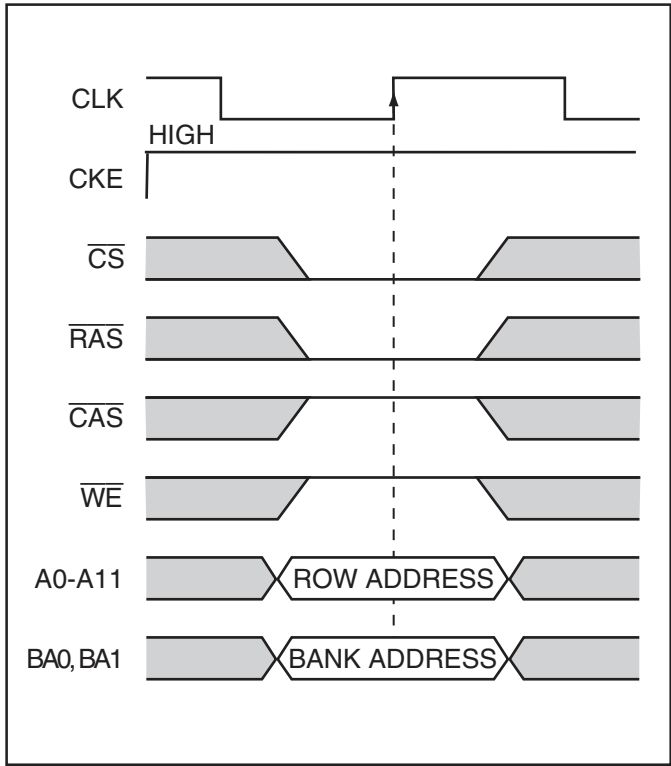 CLK
HIGH
CKE
CS
RAS
CAS
WE
A0-A11 ROW ADDRESS
BA0, BA1 BANK ADDRESS